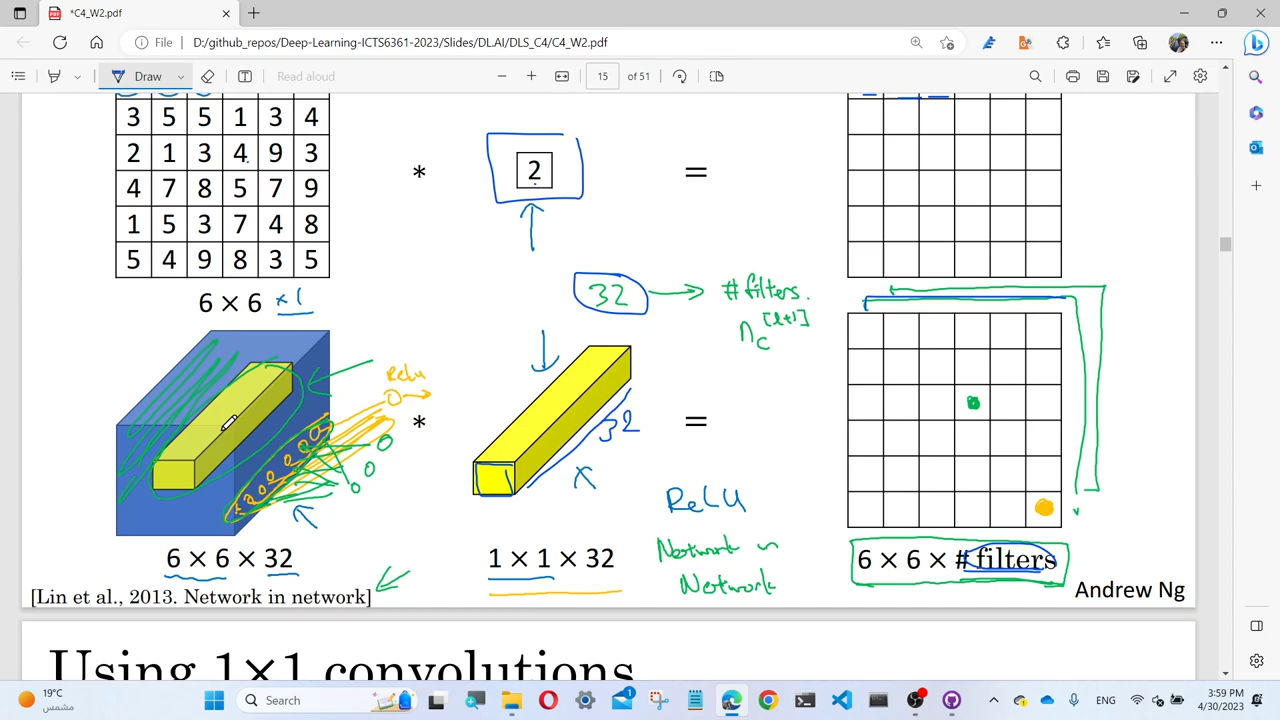 *C4_W2.pdf
File
D:/github_repos/Deep-Learning-ICTS6361-2023/Slides/DL.AI/DLS_C4/C4_W2.pdf
Draw
Read aloud
15 of 51
3 5 5 1 3 4
2 1 3 4 9 3
4 7 8 5 7 9
1 5 3 7 4 8
5 4 9 8 3 5
* 2 =
6 × 6 ×1
32 → # filters.
n_c^[l+1]
Relu
* 32 =
ReLU
6 × 6 × 32
1 × 1 × 32
Network in
Network
6 × 6 × # filters
[Lin et al., 2013. Network in network]
Andrew Ng
Using 1×1 convolutions
19°C
مشمس
Search
ENG
3:59 PM
4/30/2023